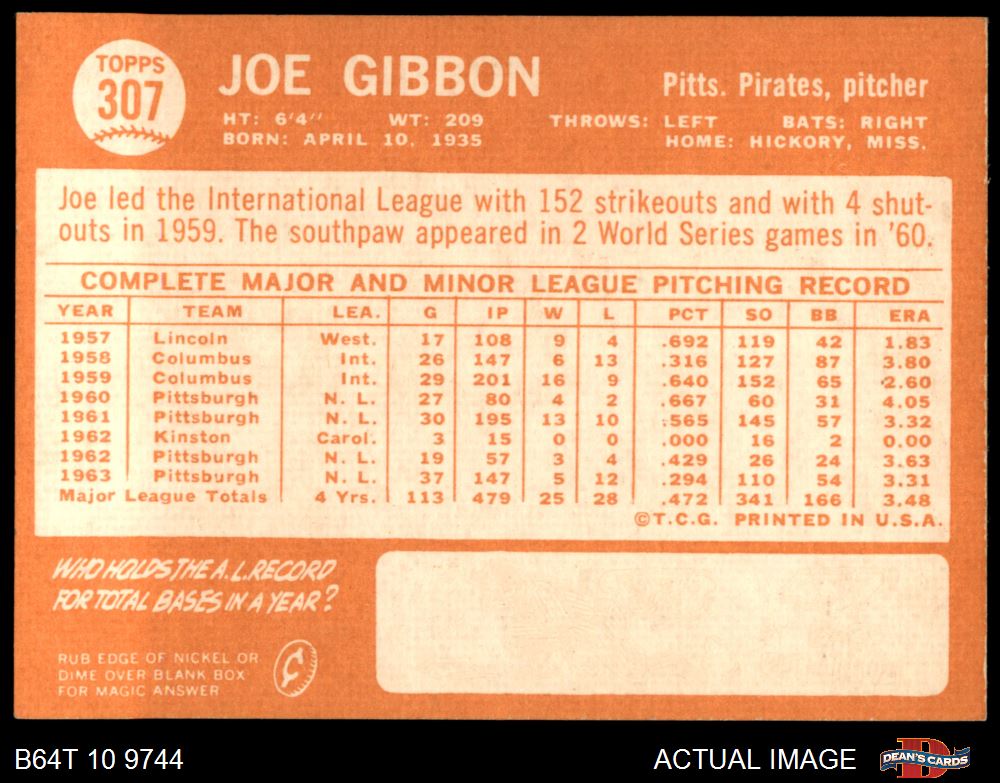 TOPPS
307
JOE GIBBON
Pitts. Pirates, pitcher
HT: 6'4" WT: 209 THROWS: LEFT BATS: RIGHT
BORN: APRIL 10, 1935 HOME: HICKORY, MISS.
Joe led the International League with 152 strikeouts and with 4 shut-
outs in 1959. The southpaw appeared in 2 World Series games in '60.
COMPLETE MAJOR AND MINOR LEAGUE PITCHING RECORD
YEAR TEAM LEA. G IP W L PCT SO BB ERA
1957 Lincoln West. 17 108 9 4 .692 119 42 1.83
1958 Columbus Int. 26 147 6 13 .316 127 87 3.80
1959 Columbus Int. 29 201 16 9 .640 152 65 2.60
1960 Pittsburgh N. L. 27 80 4 2 .667 60 31 4.05
1961 Pittsburgh N. L. 30 195 13 10 .565 145 57 3.32
1962 Kinston Carol. 3 15 0 0 .000 16 2 0.00
1962 Pittsburgh N. L. 19 57 3 4 .429 26 24 3.63
1963 Pittsburgh N. L. 37 147 5 12 .294 110 54 3.31
Major League Totals 4 Yrs. 113 479 25 28 .472 341 166 3.48
©T.C.G. PRINTED IN U.S.A.
WHO HOLDS THE A.L. RECORD
FOR TOTAL BASES IN A YEAR?
RUB EDGE OF NICKEL OR
DIME OVER BLANK BOX
FOR MAGIC ANSWER
B64T 10 9744
ACTUAL IMAGE
DEAN'S CARDS